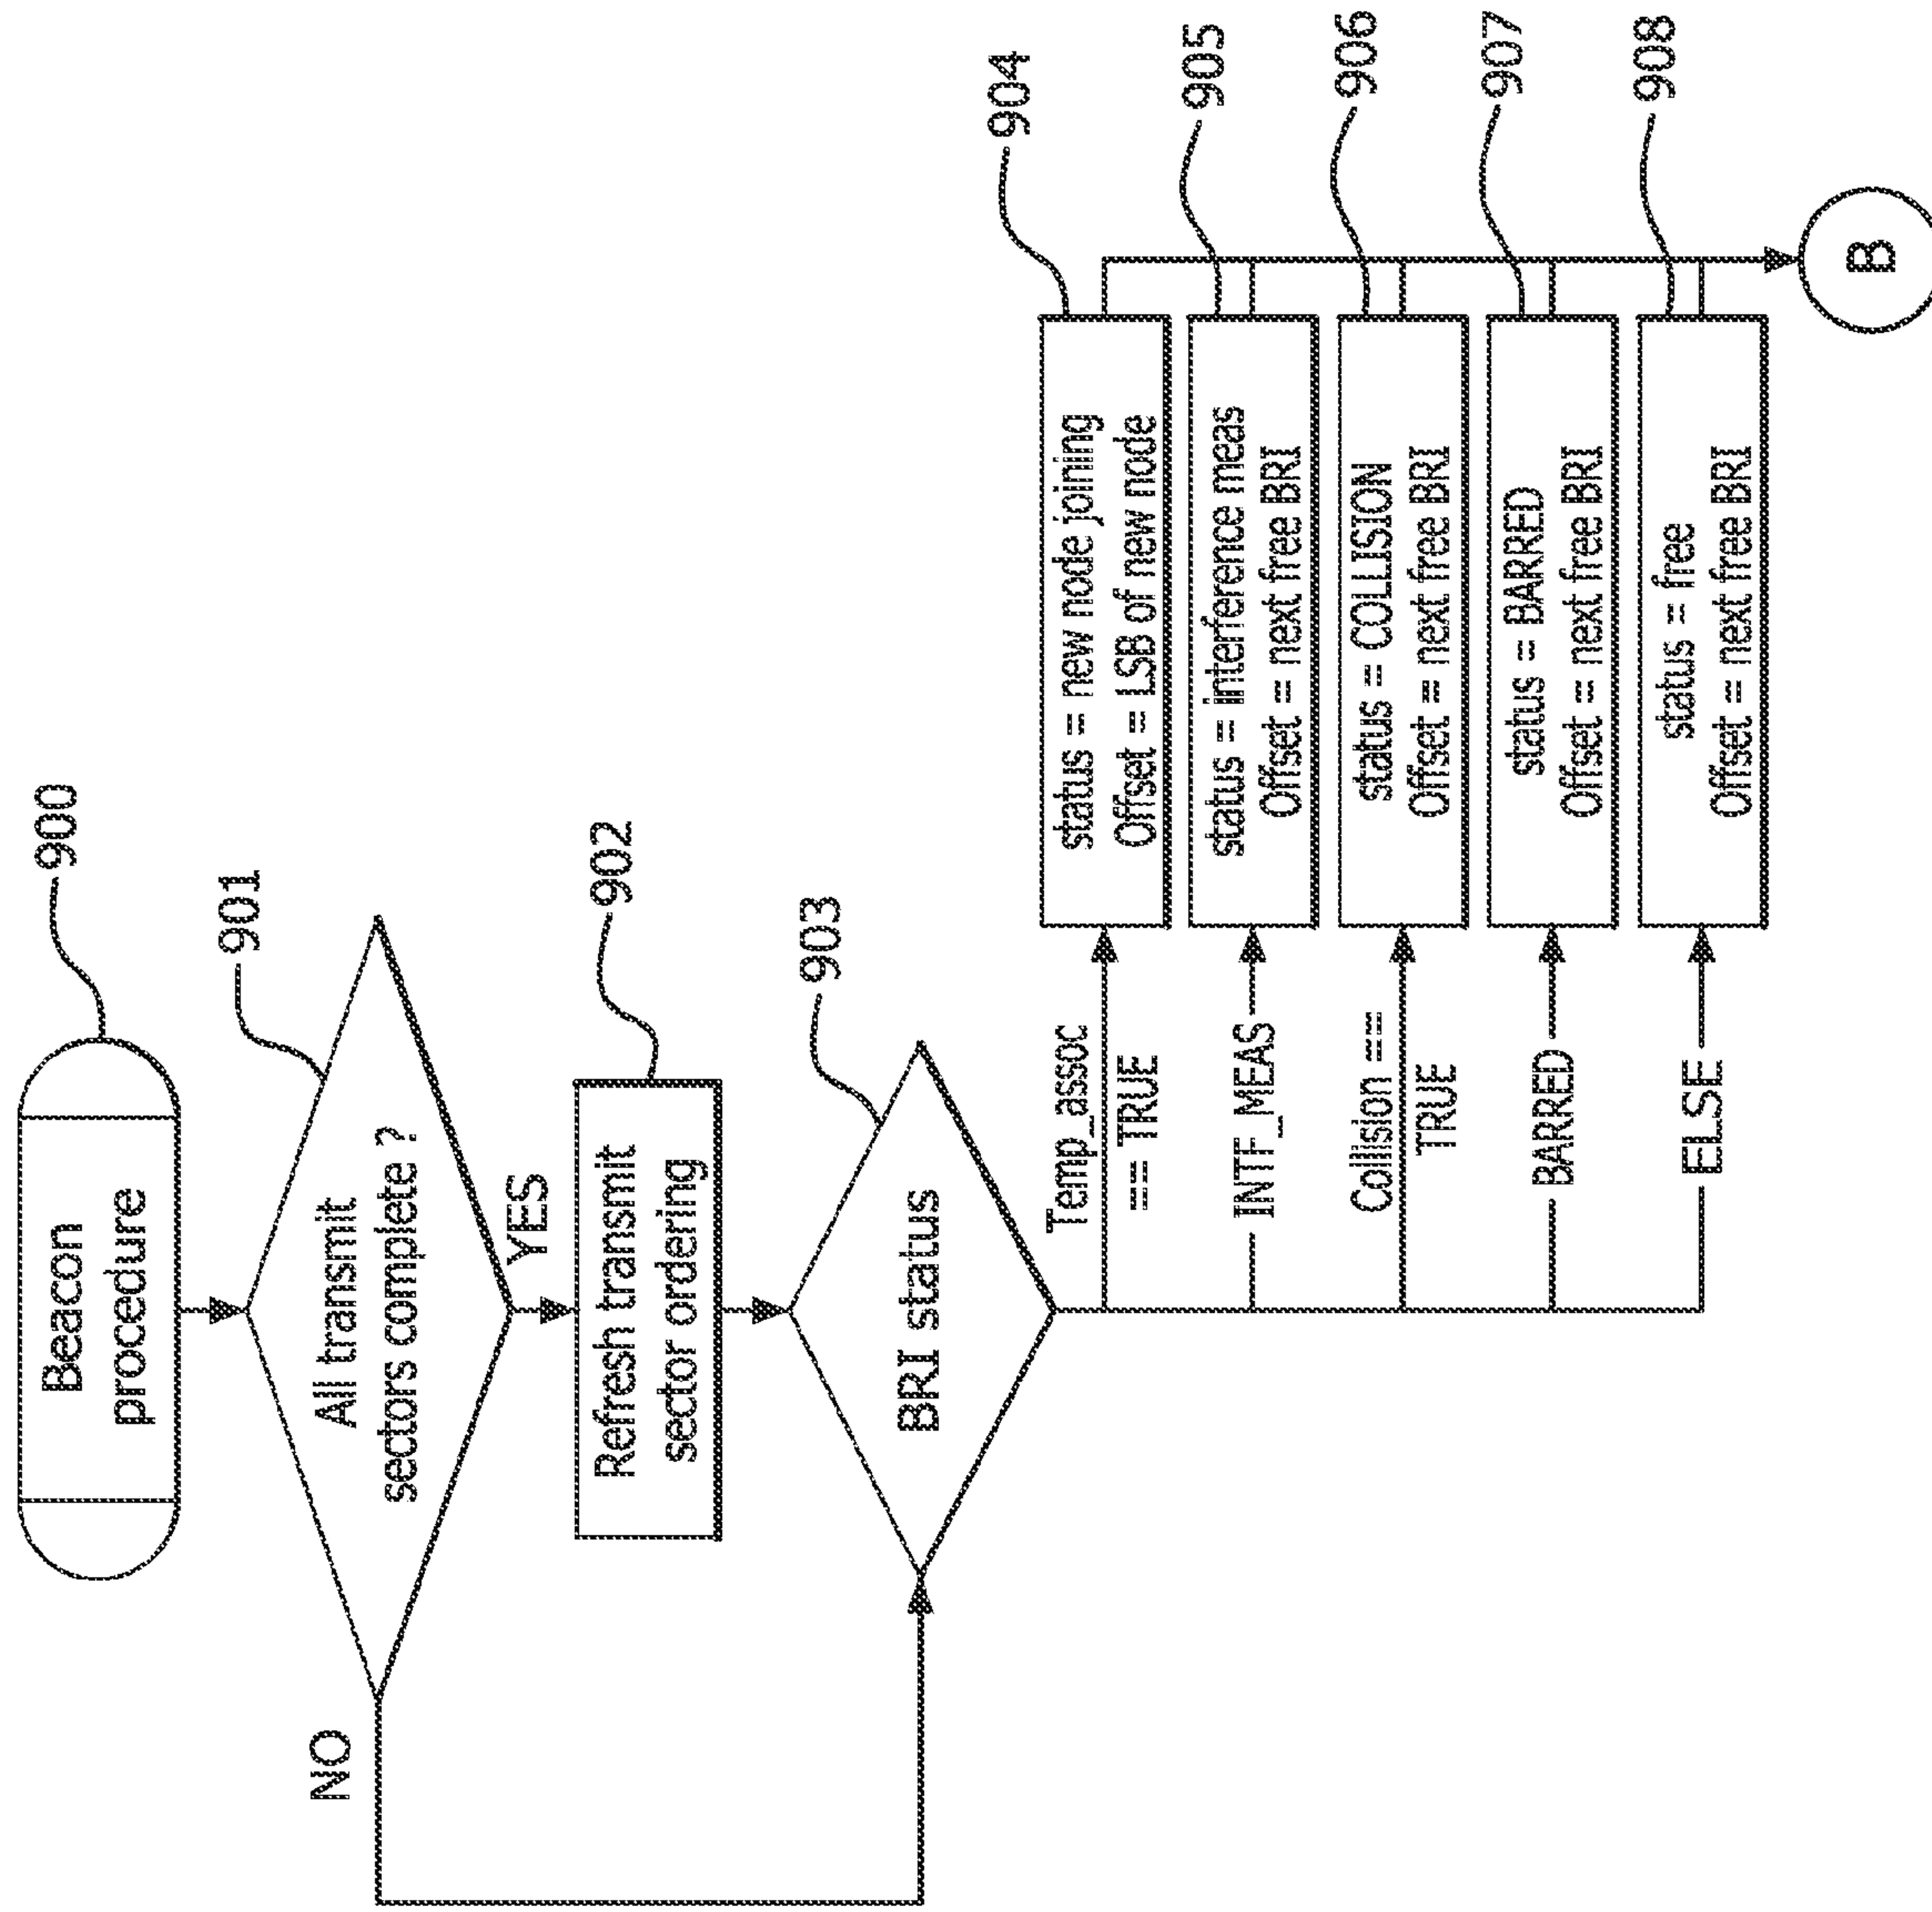 900
Beacon
procedure
901
All transmit
sectors complete ?
NO
YES
902
Refresh transmit
sector ordering
903
BRI status
Temp_assoc
== TRUE
904
status = new node joining
Offset = LSB of new node
INTF_MEAS
905
status = interference meas
Offset = next free BRI
Collision ==
TRUE
906
status = COLLISION
Offset = next free BRI
BARRED
907
status = BARRED
Offset = next free BRI
ELSE
908
status = free
Offset = next free BRI
B